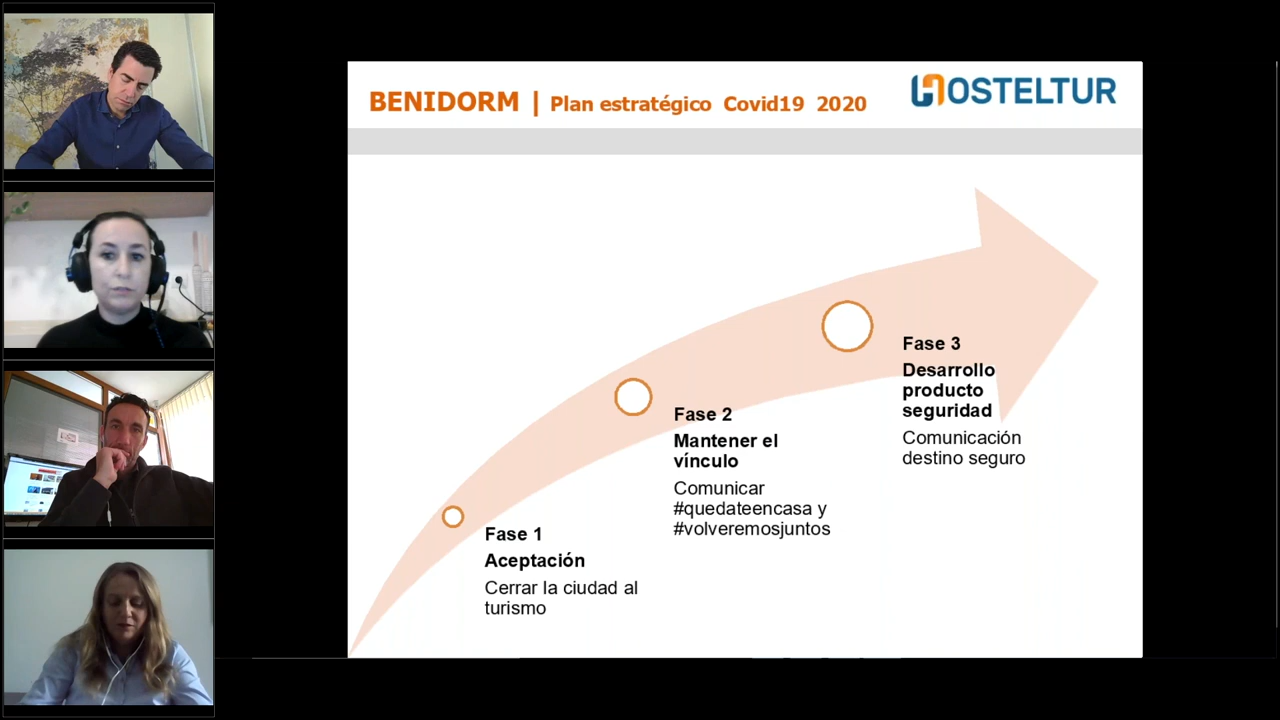 BENIDORM | Plan estratégico Covid19 2020
HOSTELTUR
Fase 1
Aceptación
Cerrar la ciudad al
turismo
Fase 2
Mantener el
vínculo
Comunicar
#quedateencasa y
#volveremosjuntos
Fase 3
Desarrollo
producto
seguridad
Comunicación
destino seguro